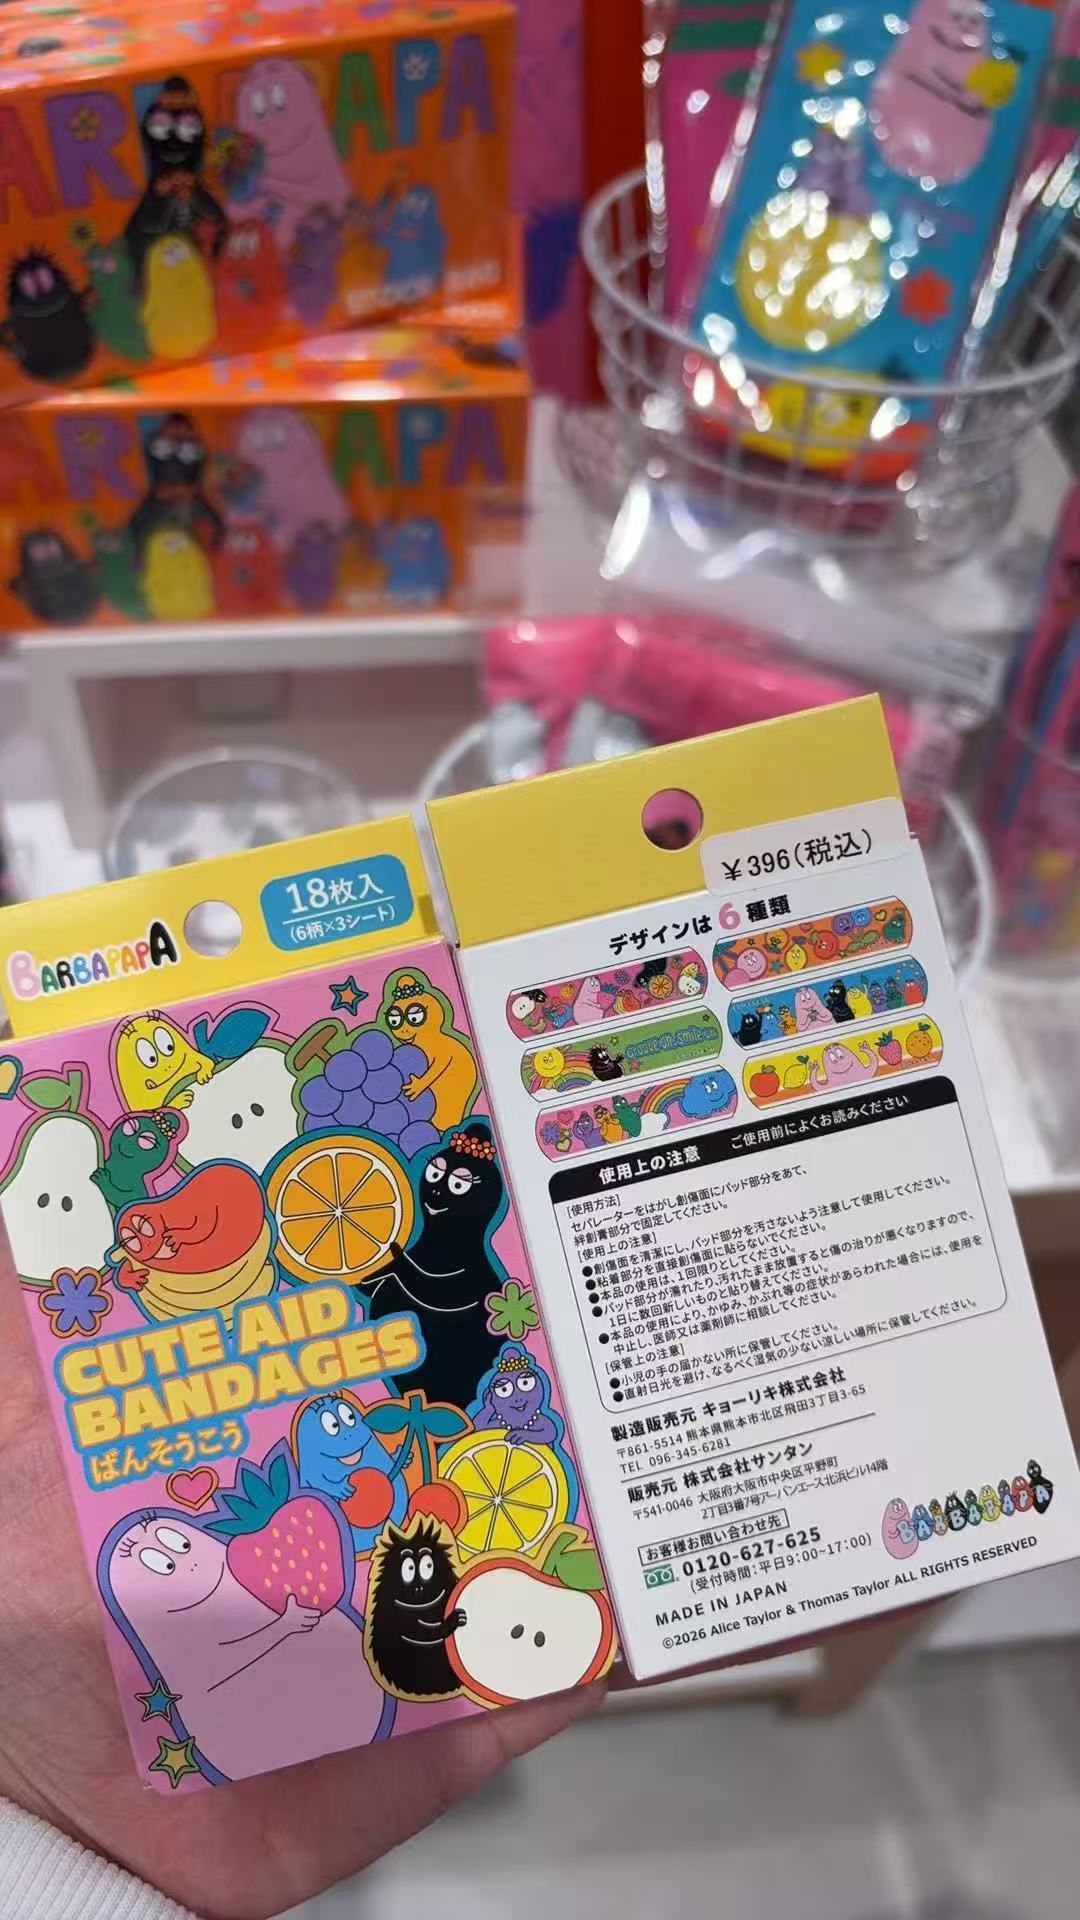 BARBAPAPA
18枚入
(6柄×3シート)
CUTE AID
BANDAGES
ばんそうこう
¥396(税込)
デザインは6種類
Groove on, Smile on
使用上の注意 ご使用前によくお読みください
[使用方法]
セパレーターをはがし創傷面にパッド部分をあて、
絆創膏部分で固定してください。
[使用上の注意]
●創傷面を清潔にし、パッド部分を汚さないよう注意して使用してください。
●粘着部分を直接創傷面に貼らないでください。
●本品の使用は、1回限りとしてください。
●パッド部分が濡れたり、汚れたまま放置すると傷の治りが悪くなりますので、
1日に数回新しいものと貼り替えてください。
●本品の使用により、かゆみ、かぶれ等の症状があらわれた場合には、使用を
中止し、医師又は薬剤師に相談してください。
[保管上の注意]
●小児の手の届かない所に保管してください。
●直射日光を避け、なるべく湿気の少ない涼しい場所に保管してください。
製造販売元 キョーリキ株式会社
〒861-5514 熊本県熊本市北区飛田3丁目3-65
TEL 096-345-6281
販売元 株式会社サンタン
〒541-0046 大阪府大阪市中央区平野町
2丁目3番7号アーバンエース北浜ビル14階
お客様お問い合わせ先
0120-627-625
(受付時間:平日9:00~17:00)
BARBAPAPA
MADE IN JAPAN
©2026 Alice Taylor & Thomas Taylor ALL RIGHTS RESERVED